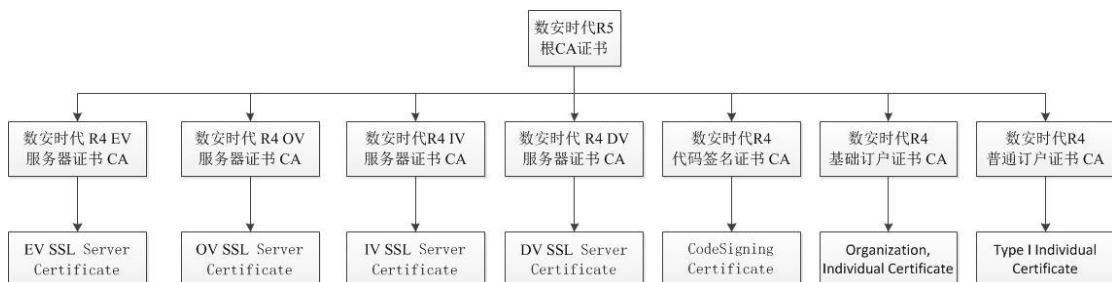 数安时代R5
根CA证书
数安时代 R4 EV
服务器证书 CA
数安时代 R4 OV
服务器证书 CA
数安时代R4 IV
服务器证书 CA
数安时代 R4 DV
服务器证书 CA
数安时代R4
代码签名证书 CA
数安时代R4
基础订户证书 CA
数安时代R4
普通订户证书 CA
EV SSL Server
Certificate
OV SSL Server
Certificate
IV SSL Server
Certificate
DV SSL Server
Certificate
CodeSigning
Certificate
Organization,
Individual Certificate
Type I Individual
Certificate